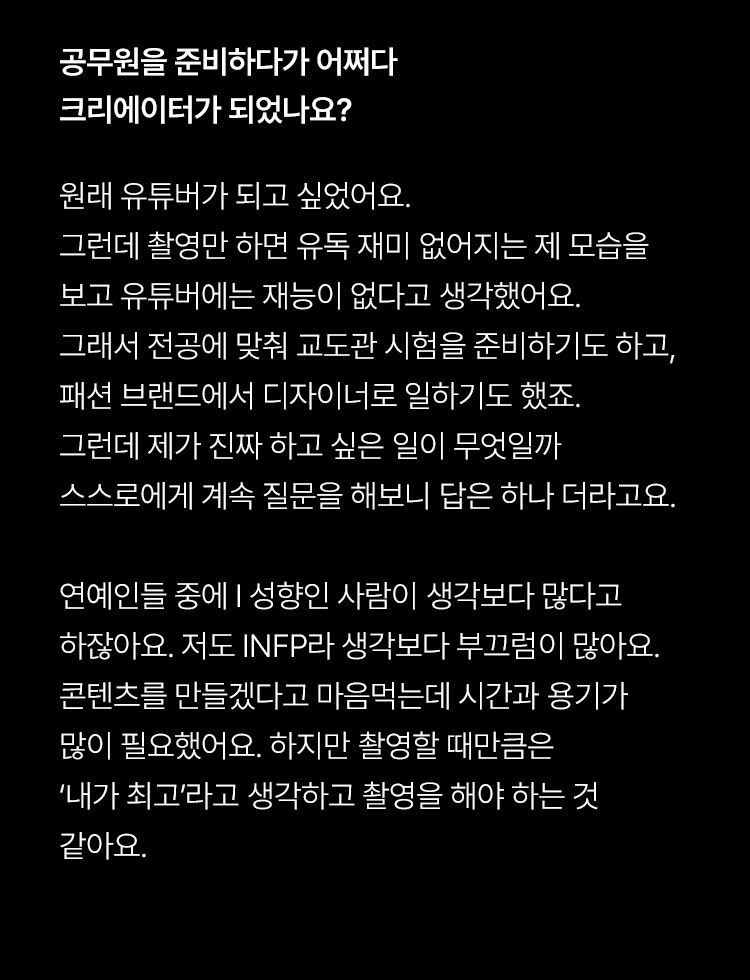 공무원을 준비하다가 어쩌다
크리에이터가 되었나요?
원래 유튜버가 되고 싶었어요.
그런데 촬영만 하면 유독 재미 없어지는 제 모습을
보고 유튜버에는 재능이 없다고 생각했어요.
그래서 전공에 맞춰 교도관 시험을 준비하기도 하고,
패션 브랜드에서 디자이너로 일하기도 했죠.
그런데 제가 진짜 하고 싶은 일이 무엇일까
스스로에게 계속 질문을 해보니 답은 하나 더라고요.
연예인들 중에 I 성향인 사람이 생각보다 많다고
하잖아요. 저도 INFP라 생각보다 부끄럼이 많아요.
콘텐츠를 만들겠다고 마음먹는데 시간과 용기가
많이 필요했어요. 하지만 촬영할 때만큼은
‘내가 최고’라고 생각하고 촬영을 해야 하는 것
같아요.